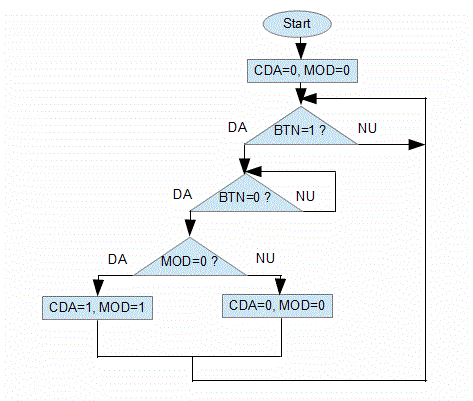 Start
CDA=0, MOD=0
DA
BTN=1 ?
NU
DA
BTN=0 ?
NU
DA
MOD=0 ?
NU
CDA=1, MOD=1
CDA=0, MOD=0